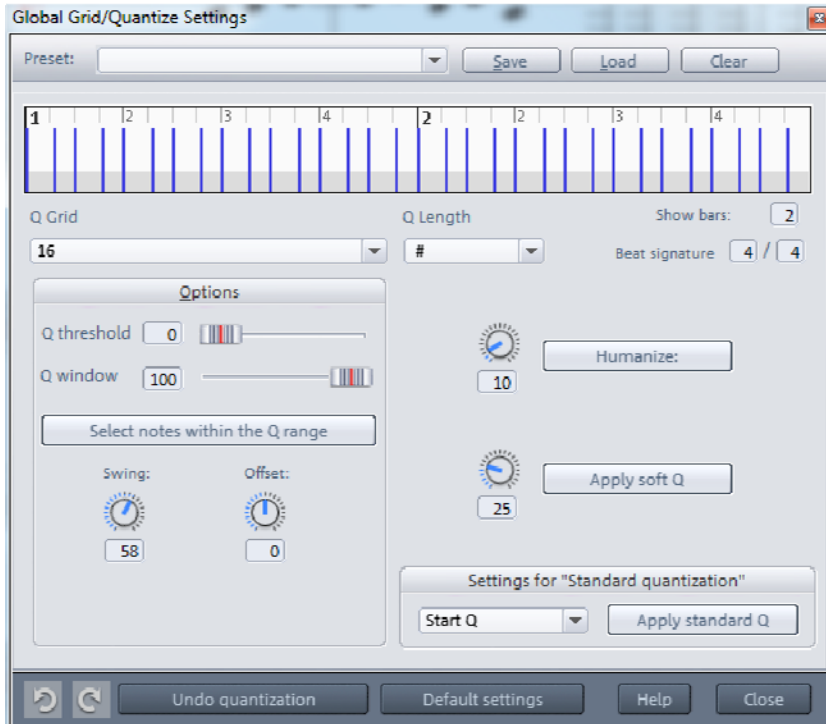 Global Grid/Quantize Settings
Preset: Save Load Clear
1 2 3 4 2 2 3 4
Q Grid Q Length Show bars: 2
16 # Beat signature 4 / 4
Options
Q threshold 0
Q window 100
Humanize:
10
Select notes within the Q range
Swing: Offset:
58 0
Apply soft Q
25
Settings for "Standard quantization"
Start Q Apply standard Q
Undo quantization Default settings Help Close